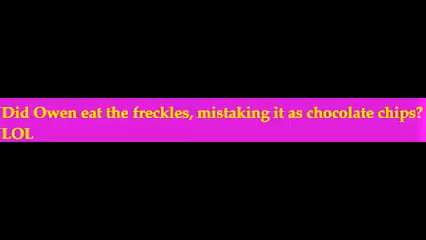 Did Owen eat the freckles, mistaking it as chocolate chips?
LOL